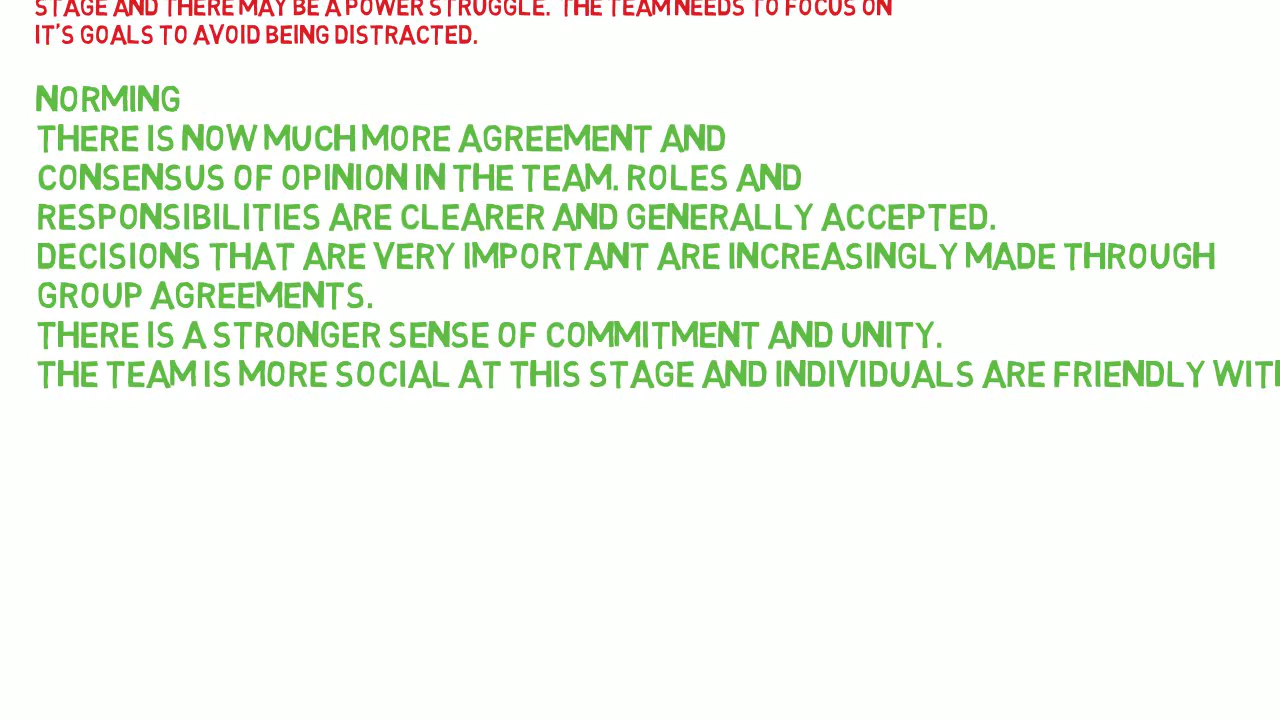 STAGE AND THERE MAY BE A POWER STRUGGLE. THE TEAM NEEDS TO FOCUS ON
IT'S GOALS TO AVOID BEING DISTRACTED.
NORMING
THERE IS NOW MUCH MORE AGREEMENT AND
CONSENSUS OF OPINION IN THE TEAM. ROLES AND
RESPONSIBILITIES ARE CLEARER AND GENERALLY ACCEPTED.
DECISIONS THAT ARE VERY IMPORTANT ARE INCREASINGLY MADE THROUGH
GROUP AGREEMENTS.
THERE IS A STRONGER SENSE OF COMMITMENT AND UNITY.
THE TEAM IS MORE SOCIAL AT THIS STAGE AND INDIVIDUALS ARE FRIENDLY